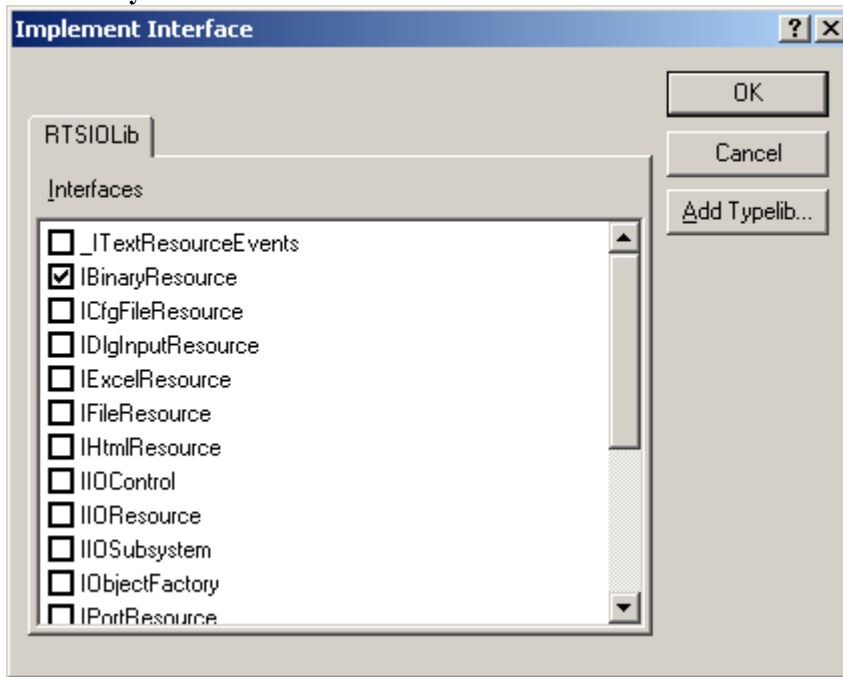 Implement Interface
OK
RTSIOLib
Cancel
Interfaces
Add Typelib...
_ITextResourceEvents
IBinaryResource
ICfgFileResource
IDlgInputResource
IExcelResource
IFileResource
IHtmlResource
IIOControl
IIOResource
IIOSubsystem
IObjectFactory
IPortResource